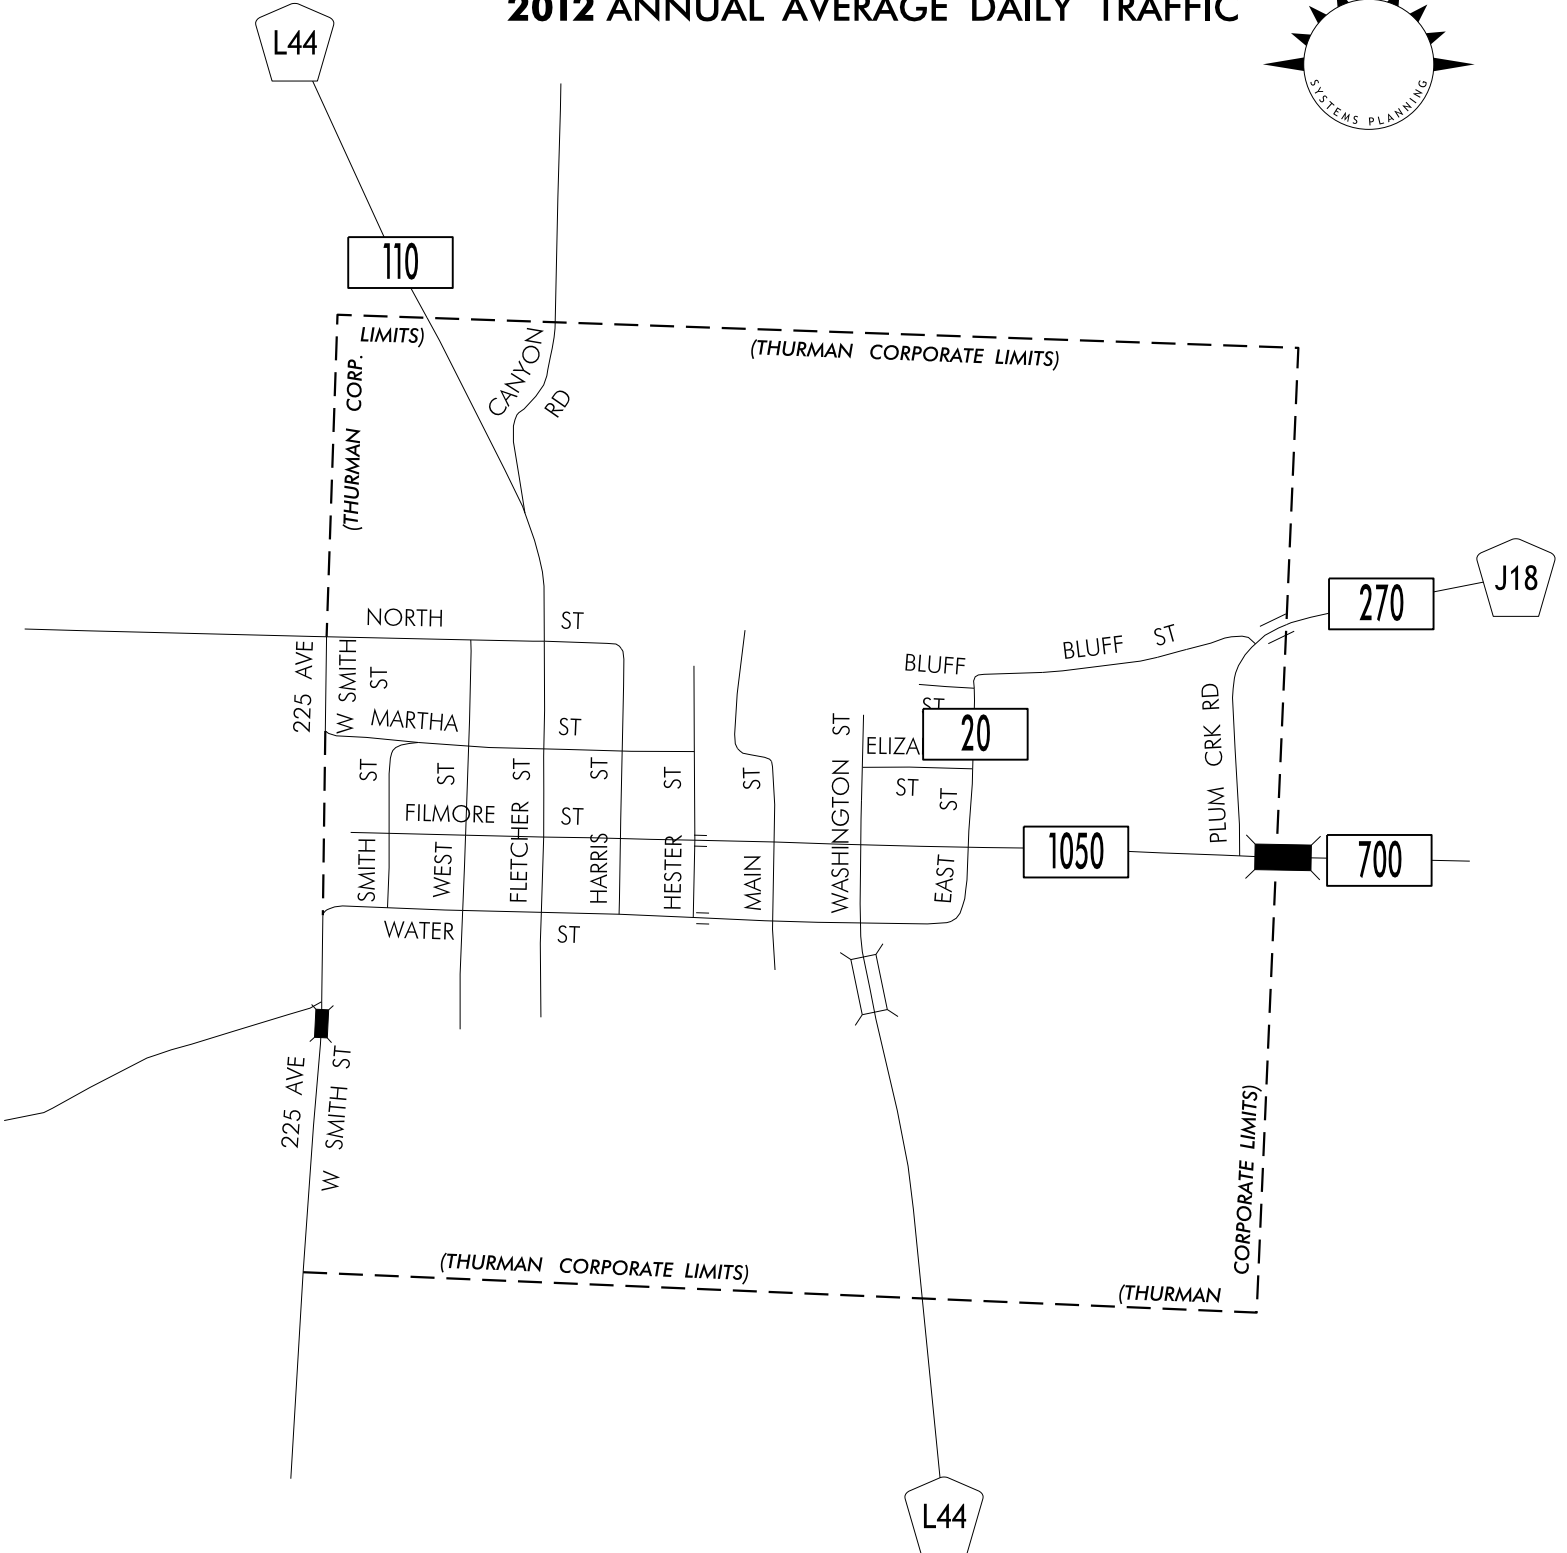 2012 ANNUAL AVERAGE DAILY TRAFFIC
SYSTEMS PLANNING
L44
110
LIMITS)
(THURMAN CORP.
CANYON
RD
(THURMAN CORPORATE LIMITS)
J18
270
NORTH ST
225 AVE
W SMITH
ST
BLUFF ST
BLUFF
ST
20
MARTHA ST
ELIZA
ST
PLUM CRK RD
SMITH ST
WEST ST
FLETCHER ST
HARRIS ST
HESTER ST
MAIN ST
WASHINGTON ST
EAST ST
FILMORE ST
1050
700
WATER ST
225 AVE
W SMITH ST
CORPORATE LIMITS)
(THURMAN CORPORATE LIMITS)
(THURMAN
L44